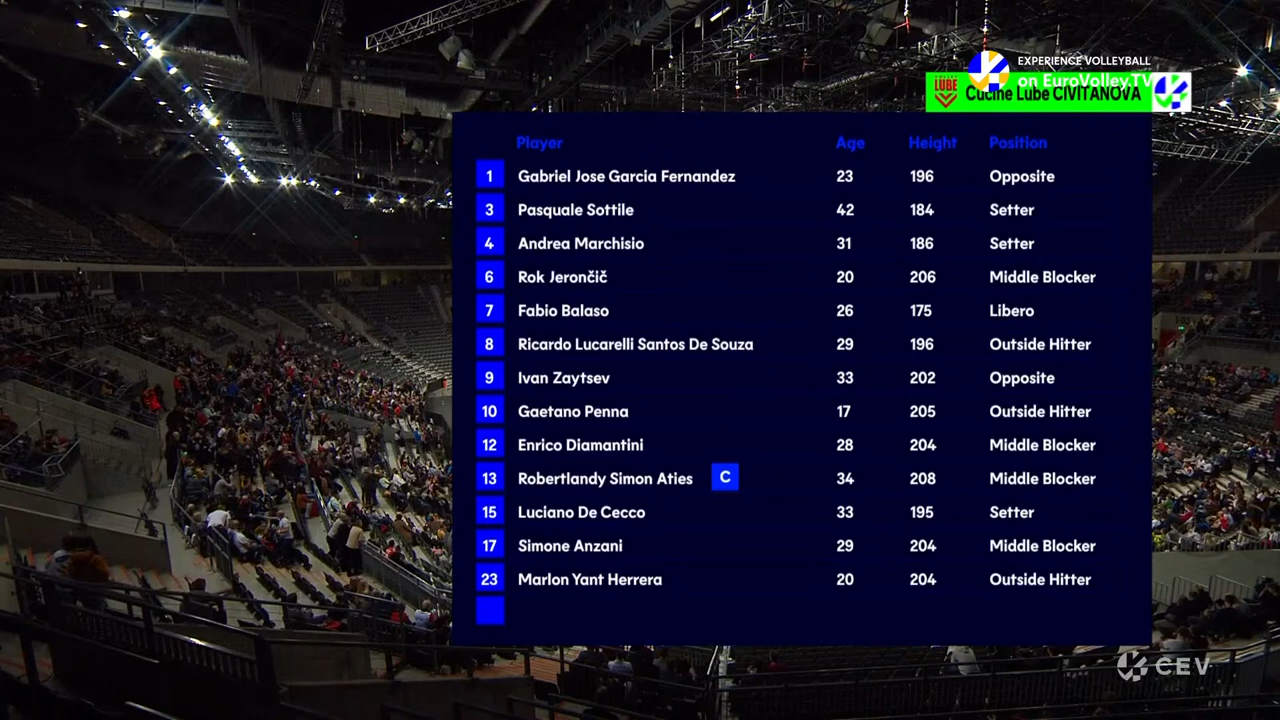 EXPERIENCE VOLLEYBALL
on EuroVolley.TV
LUBE
Cucine Lube CIVITANOVA
Player Age Height Position
1 Gabriel Jose Garcia Fernandez 23 196 Opposite
3 Pasquale Sottile 42 184 Setter
4 Andrea Marchisio 31 186 Setter
6 Rok Jerončič 20 206 Middle Blocker
7 Fabio Balaso 26 175 Libero
8 Ricardo Lucarelli Santos De Souza 29 196 Outside Hitter
9 Ivan Zaytsev 33 202 Opposite
10 Gaetano Penna 17 205 Outside Hitter
12 Enrico Diamantini 28 204 Middle Blocker
13 Robertlandy Simon Aties C 34 208 Middle Blocker
15 Luciano De Cecco 33 195 Setter
17 Simone Anzani 29 204 Middle Blocker
23 Marlon Yant Herrera 20 204 Outside Hitter
CEV